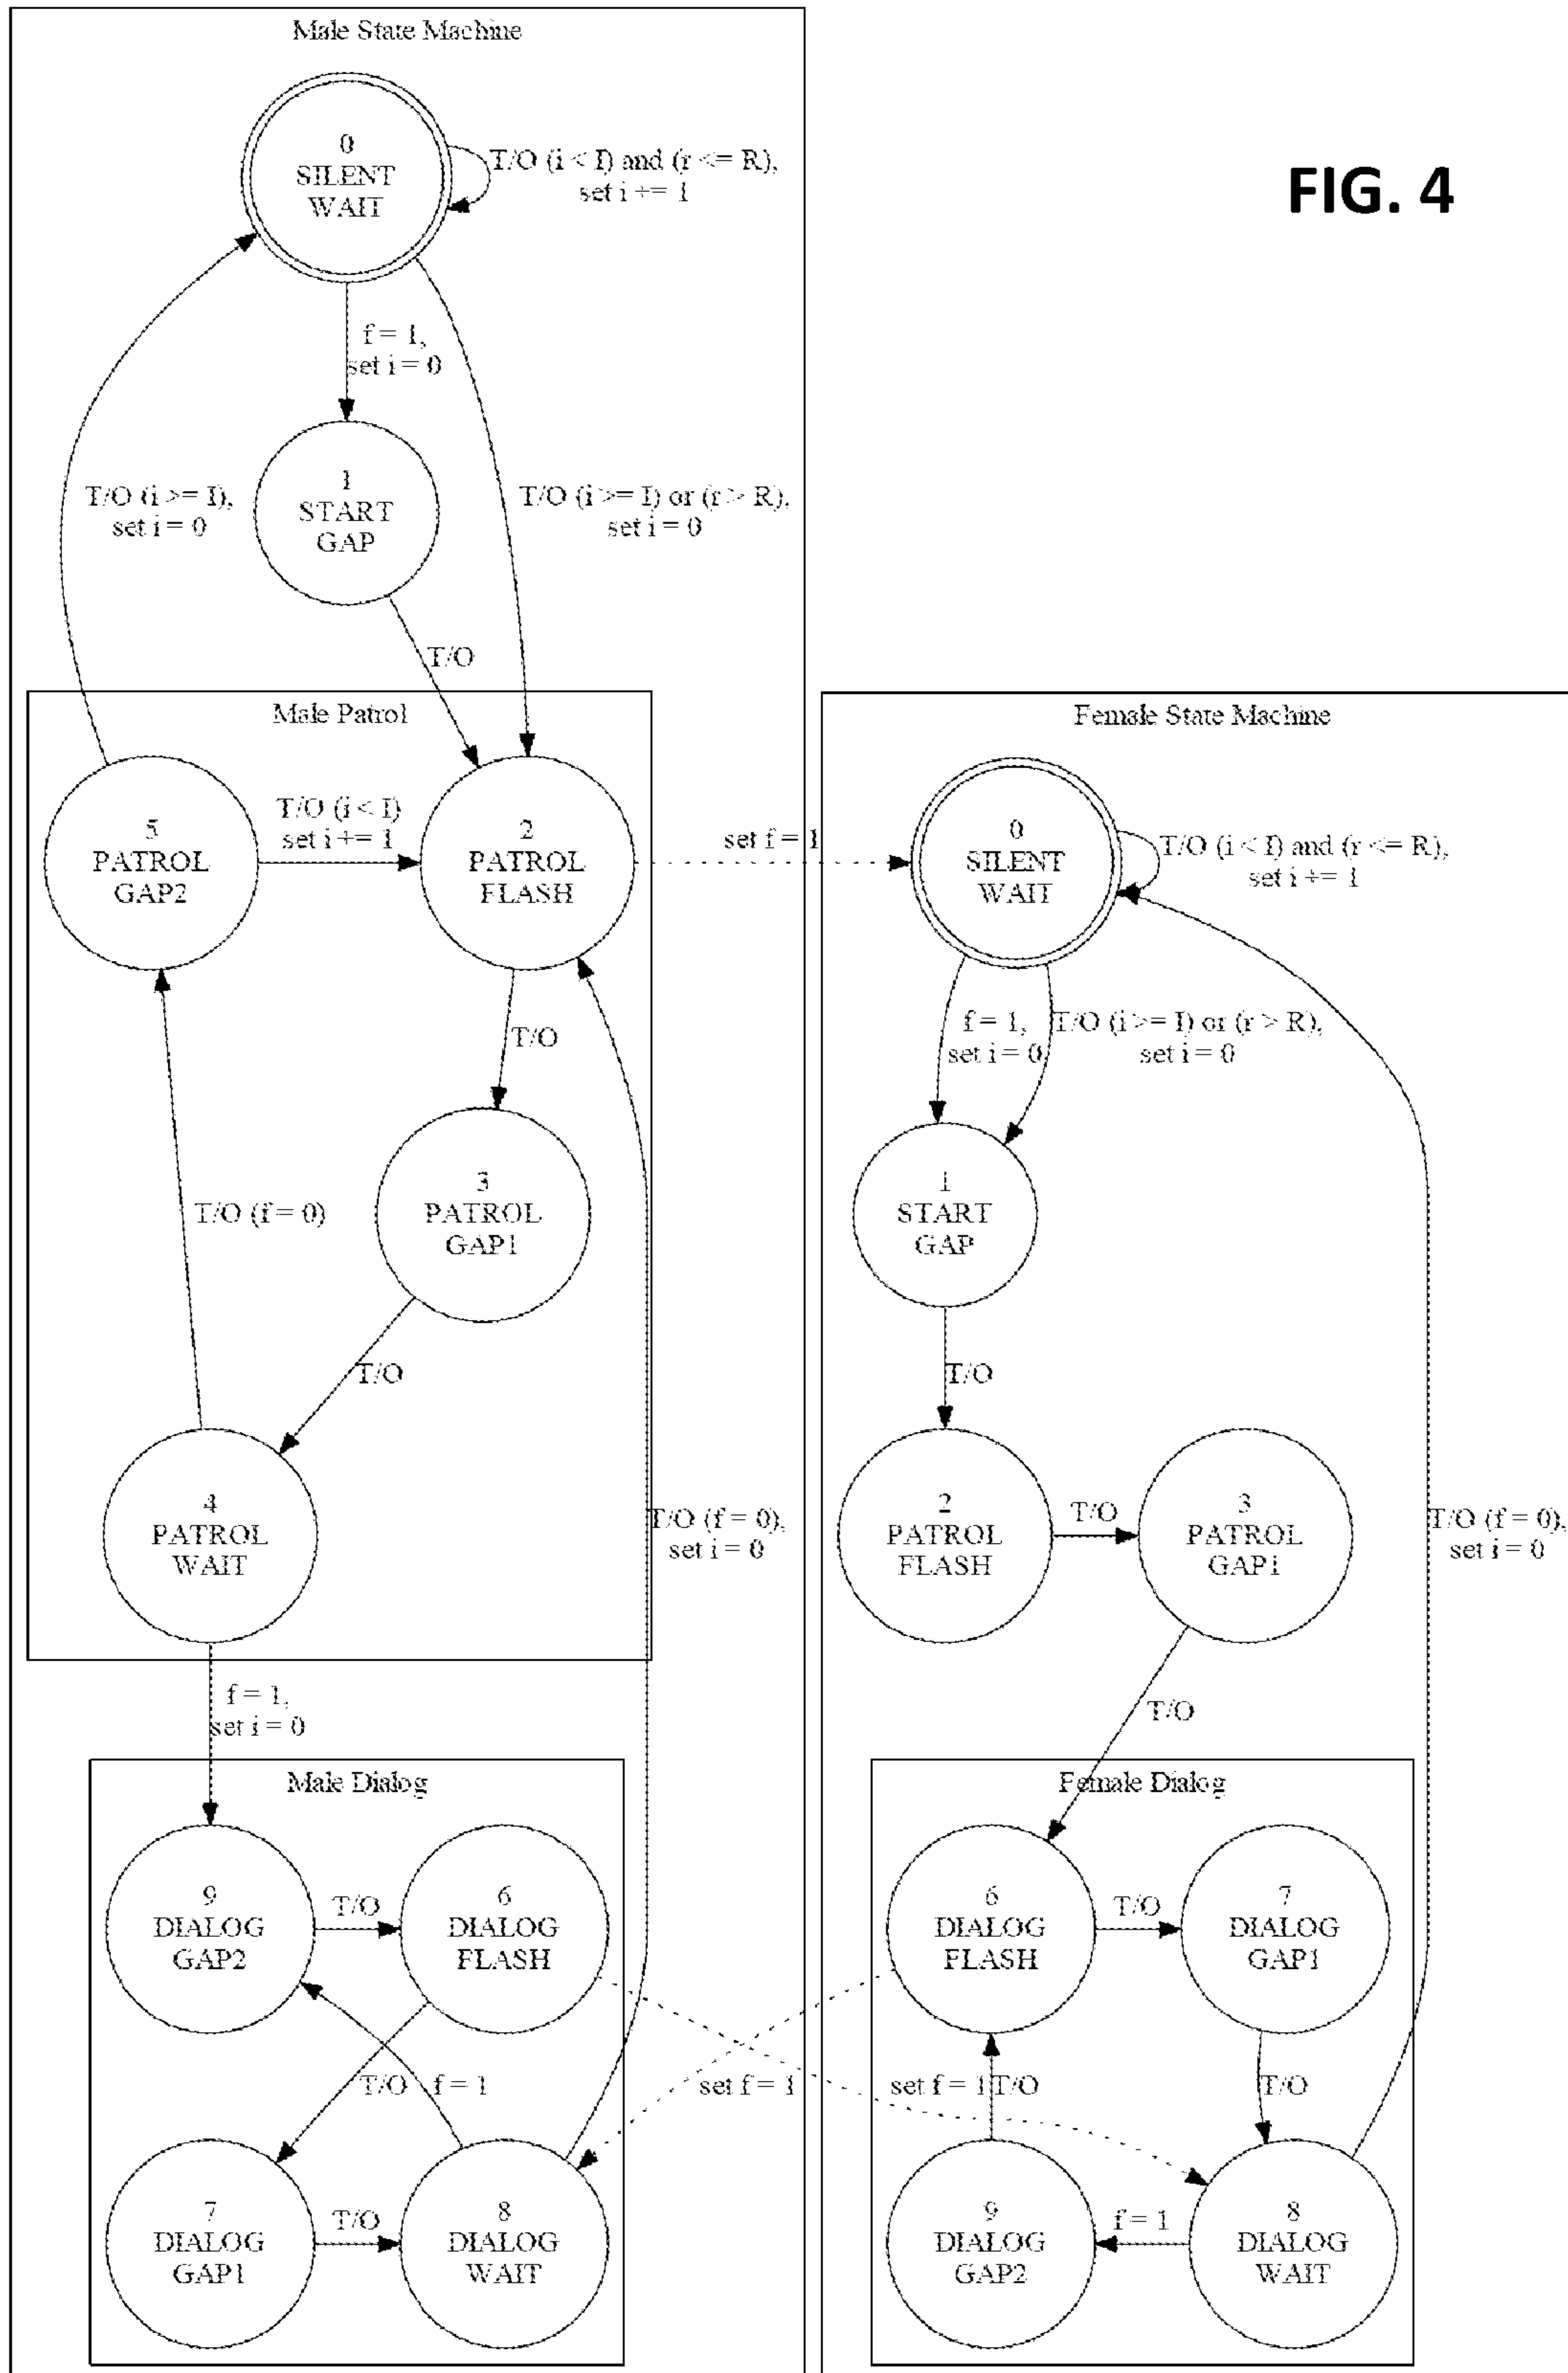 Male State Machine
0
SILENT
WAIT
T/O (i < I) and (r <= R),
set i += 1
FIG. 4
f = 1,
set i = 0
T/O (i >= I),
set i = 0
1
START
GAP
T/O (i >= I) or (r > R),
set i = 0
T/O
Male Patrol
5
PATROL
GAP2
T/O (i < I)
set i += 1
2
PATROL
FLASH
set f = 1
T/O
3
PATROL
GAP1
T/O (f = 0)
T/O
4
PATROL
WAIT
T/O (f = 0),
set i = 0
f = 1,
set i = 0
Male Dialog
9
DIALOG
GAP2
T/O
6
DIALOG
FLASH
T/O
f = 1
7
DIALOG
GAP1
T/O
8
DIALOG
WAIT
set f = 1
Female State Machine
0
SILENT
WAIT
T/O (i < I) and (r <= R),
set i += 1
f = 1,
set i = 0
T/O (i >= I) or (r > R),
set i = 0
1
START
GAP
T/O
2
PATROL
FLASH
T/O
3
PATROL
GAP1
T/O (f = 0),
set i = 0
T/O
Female Dialog
6
DIALOG
FLASH
T/O
7
DIALOG
GAP1
set f = 1
T/O
T/O
9
DIALOG
GAP2
f = 1
8
DIALOG
WAIT